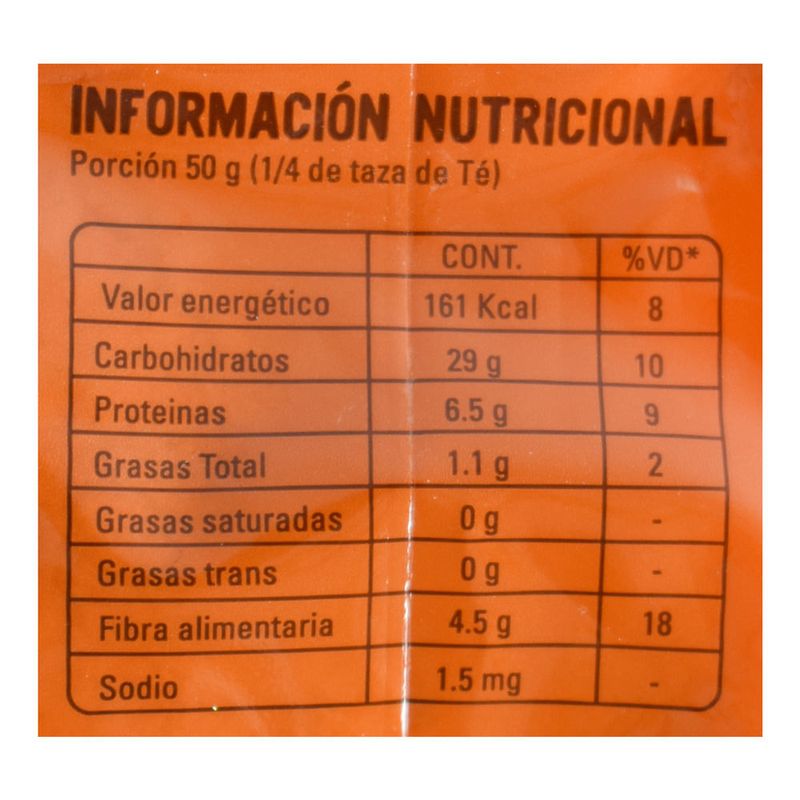 INFORMACIÓN NUTRICIONAL
Porción 50 g (1/4 de taza de Té)
CONT. %VD*
Valor energético 161 Kcal 8
Carbohidratos 29 g 10
Proteinas 6.5 g 9
Grasas Total 1.1 g 2
Grasas saturadas 0 g -
Grasas trans 0 g -
Fibra alimentaria 4.5 g 18
Sodio 1.5 mg -